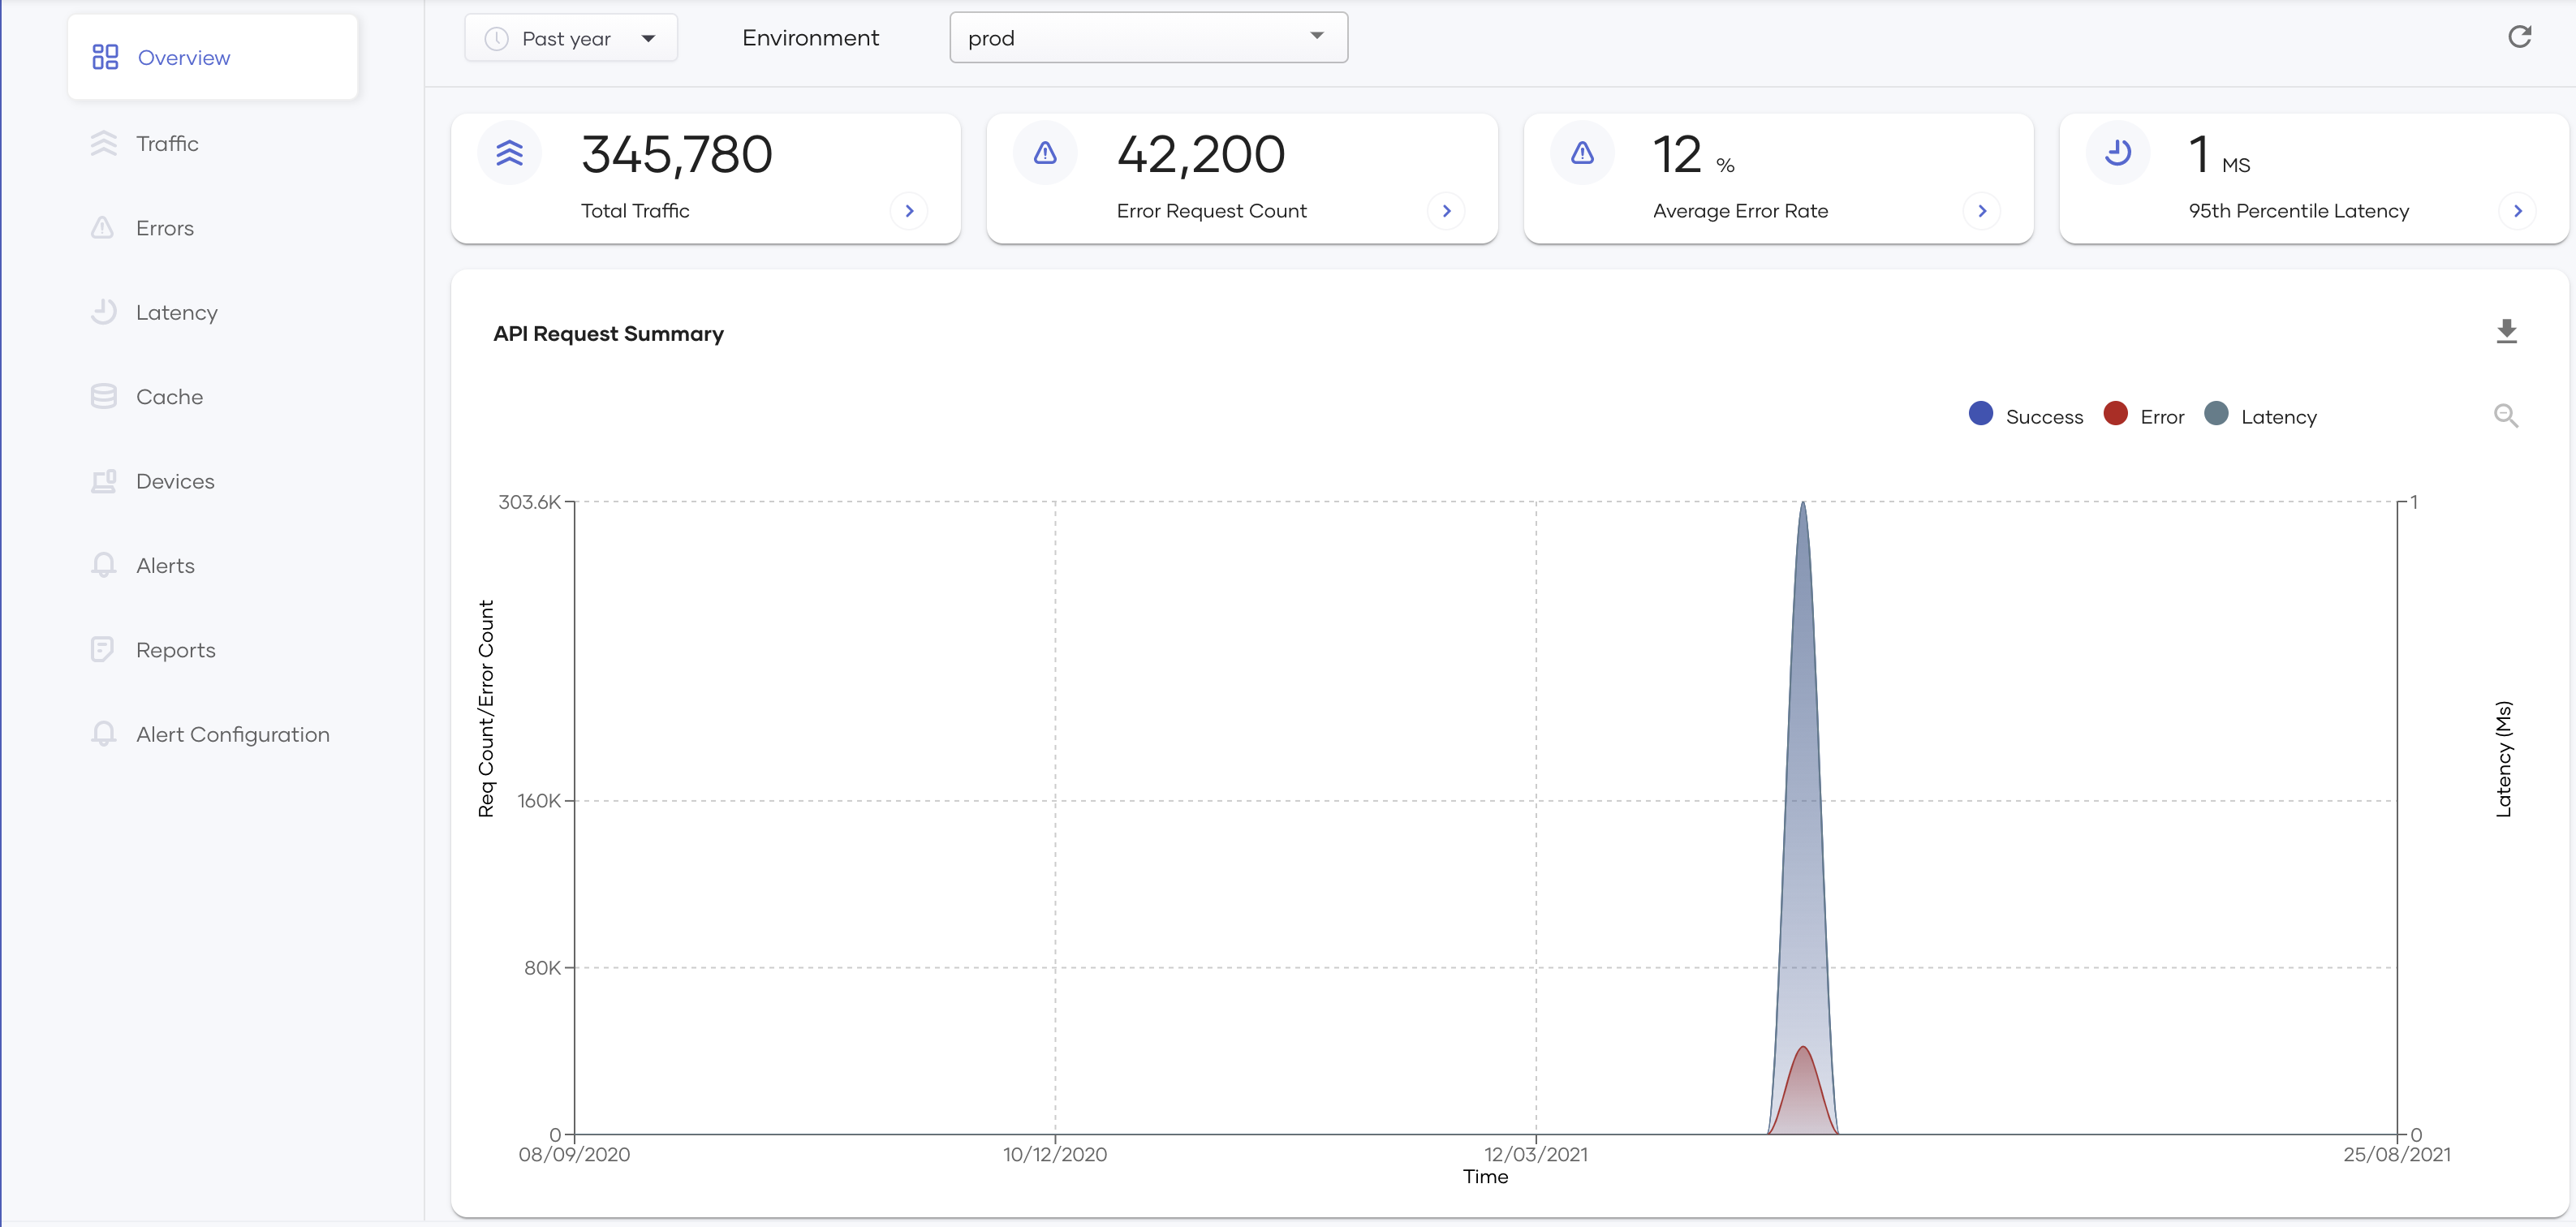 Overview
Traffic
Errors
Latency
Cache
Devices
Alerts
Reports
Alert Configuration
Past year
Environment
prod
345,780
Total Traffic
42,200
Error Request Count
12 %
Average Error Rate
1 MS
95th Percentile Latency
API Request Summary
Success Error Latency
Req Count/Error Count
303.6K
160K
80K
0
1
0
Latency (Ms)
08/09/2020 10/12/2020 12/03/2021 25/08/2021
Time